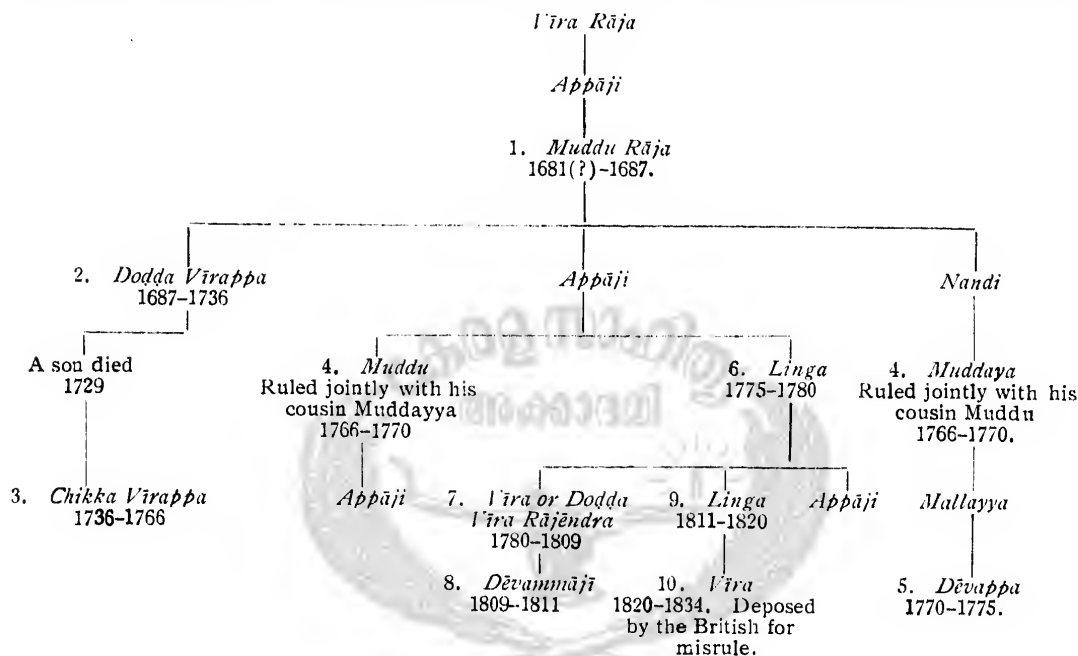 Vīra Rāja
Appāji
1. Muddu Rāja
1681(?)–1687.
2. Doḍḍa Vīrappa
1687–1736
Appāji
Nandi
A son died
1729
4. Muddu
Ruled jointly with his
cousin Muddayya
1766–1770
6. Linga
1775–1780
4. Muddaya
Ruled jointly with his
cousin Muddu
1766–1770.
3. Chikka Vīrappa
1736–1766
Appāji
7. Vīra or Doḍḍa
Vīra Rājēndra
1780–1809
9. Linga
1811–1820
Appāji
Mallayya
8. Dēvammājī
1809–1811
10. Vīra
1820–1834. Deposed
by the British for
misrule.
5. Dēvappa
1770–1775.